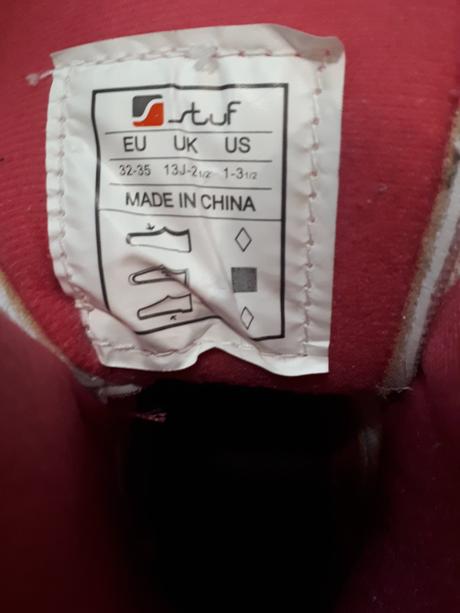 stuf
EU UK US
32-35 13J-2 1/2 1-3 1/2
MADE IN CHINA